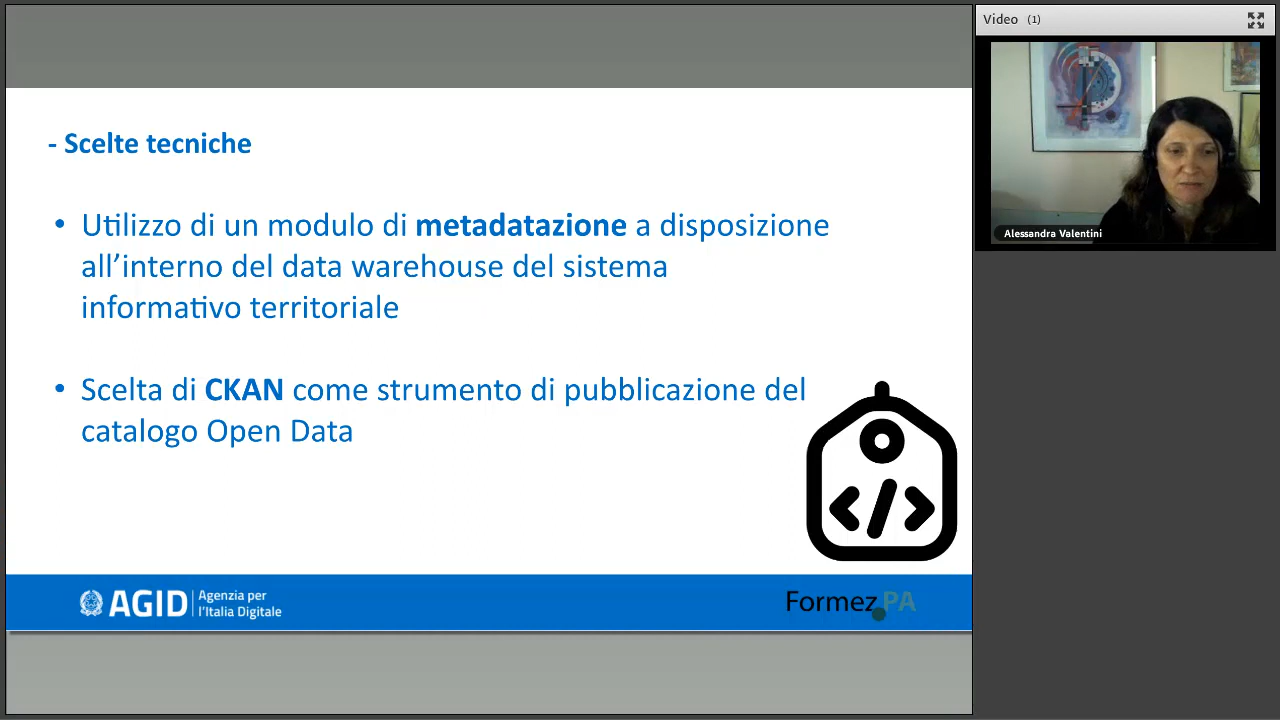 Video (1)
- Scelte tecniche
• Utilizzo di un modulo di metadatazione a disposizione
all’interno del data warehouse del sistema
informativo territoriale
• Scelta di CKAN come strumento di pubblicazione del
catalogo Open Data
</>
Alessandra Valentini
AGID
Agenzia per
l’Italia Digitale
Formez PA